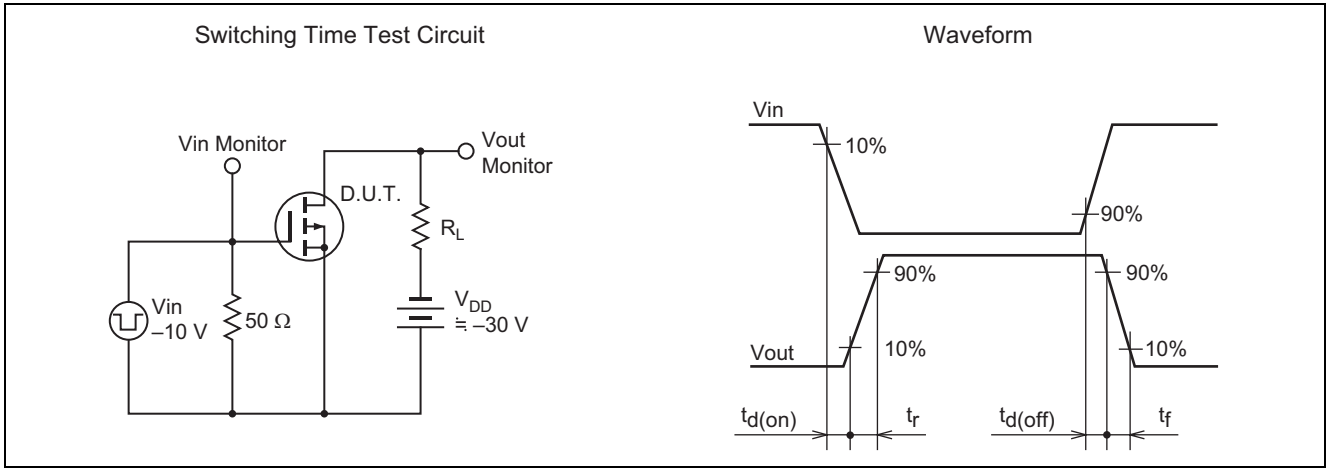 Switching Time Test Circuit
Vin Monitor
Vout
Monitor
D.U.T.
RL
Vin
–10 V
50 Ω
VDD
≒ –30 V
Waveform
Vin
10%
90%
90%
90%
Vout
10%
10%
td(on)
tr
td(off)
tf